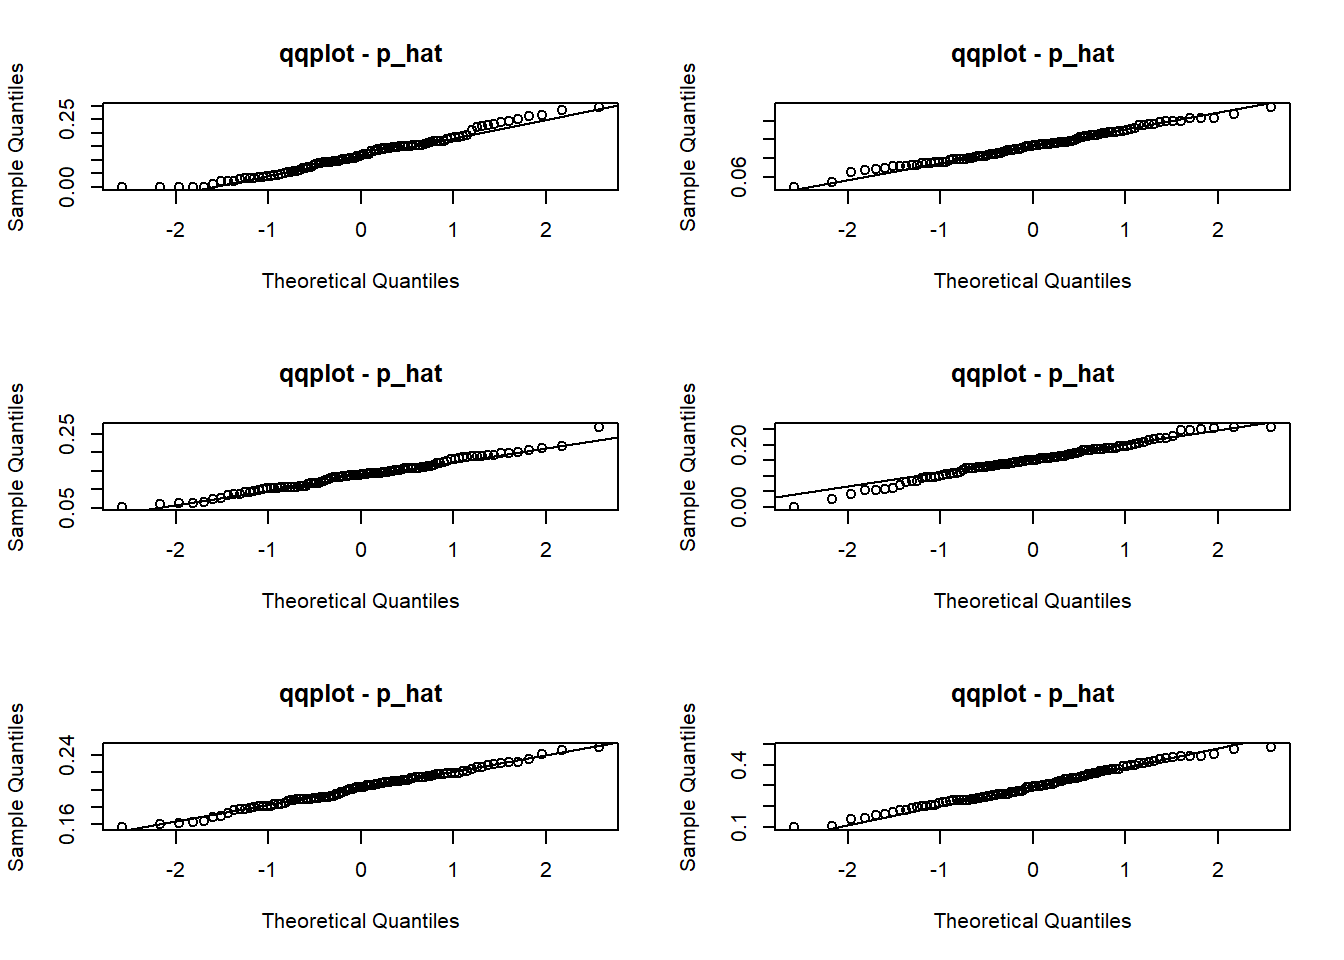 qqplot - p_hat
Sample Quantiles
0.00 0.25
-2 -1 0 1 2
Theoretical Quantiles
qqplot - p_hat
Sample Quantiles
0.06
-2 -1 0 1 2
Theoretical Quantiles
qqplot - p_hat
Sample Quantiles
0.05 0.25
-2 -1 0 1 2
Theoretical Quantiles
qqplot - p_hat
Sample Quantiles
0.00 0.20
-2 -1 0 1 2
Theoretical Quantiles
qqplot - p_hat
Sample Quantiles
0.16 0.24
-2 -1 0 1 2
Theoretical Quantiles
qqplot - p_hat
Sample Quantiles
0.1 0.4
-2 -1 0 1 2
Theoretical Quantiles